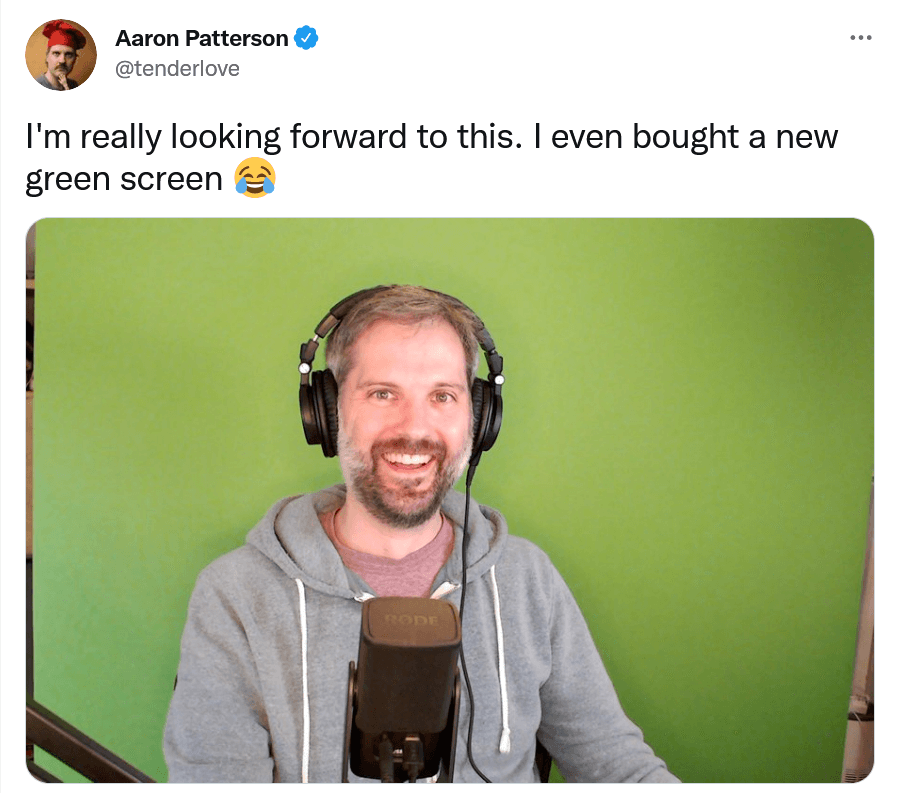 Aaron Patterson
@tenderlove
I'm really looking forward to this. I even bought a new
green screen 😂
RODE